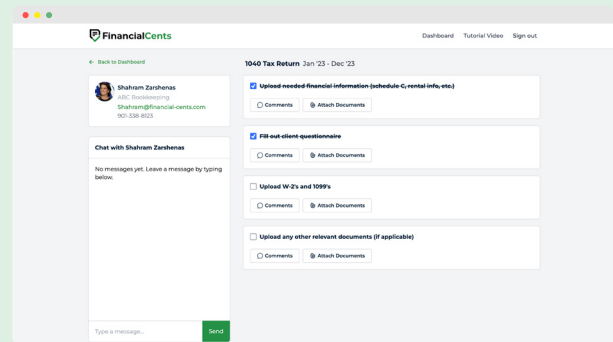 FinancialCents
Dashboard Tutorial Video Sign out
← Back to Dashboard
Shahram Zarshenas
ABC Bookkeeping
Shahram@financial-cents.com
901-338-8123
Chat with Shahram Zarshenas
No messages yet. Leave a message by typing
below.
Type a message...
Send
1040 Tax Return Jan '23 - Dec '23
Upload needed financial information (schedule C, rental info, etc.)
Comments Attach Documents
Fill out client questionnaire
Comments Attach Documents
Upload W-2's and 1099's
Comments Attach Documents
Upload any other relevant documents (if applicable)
Comments Attach Documents